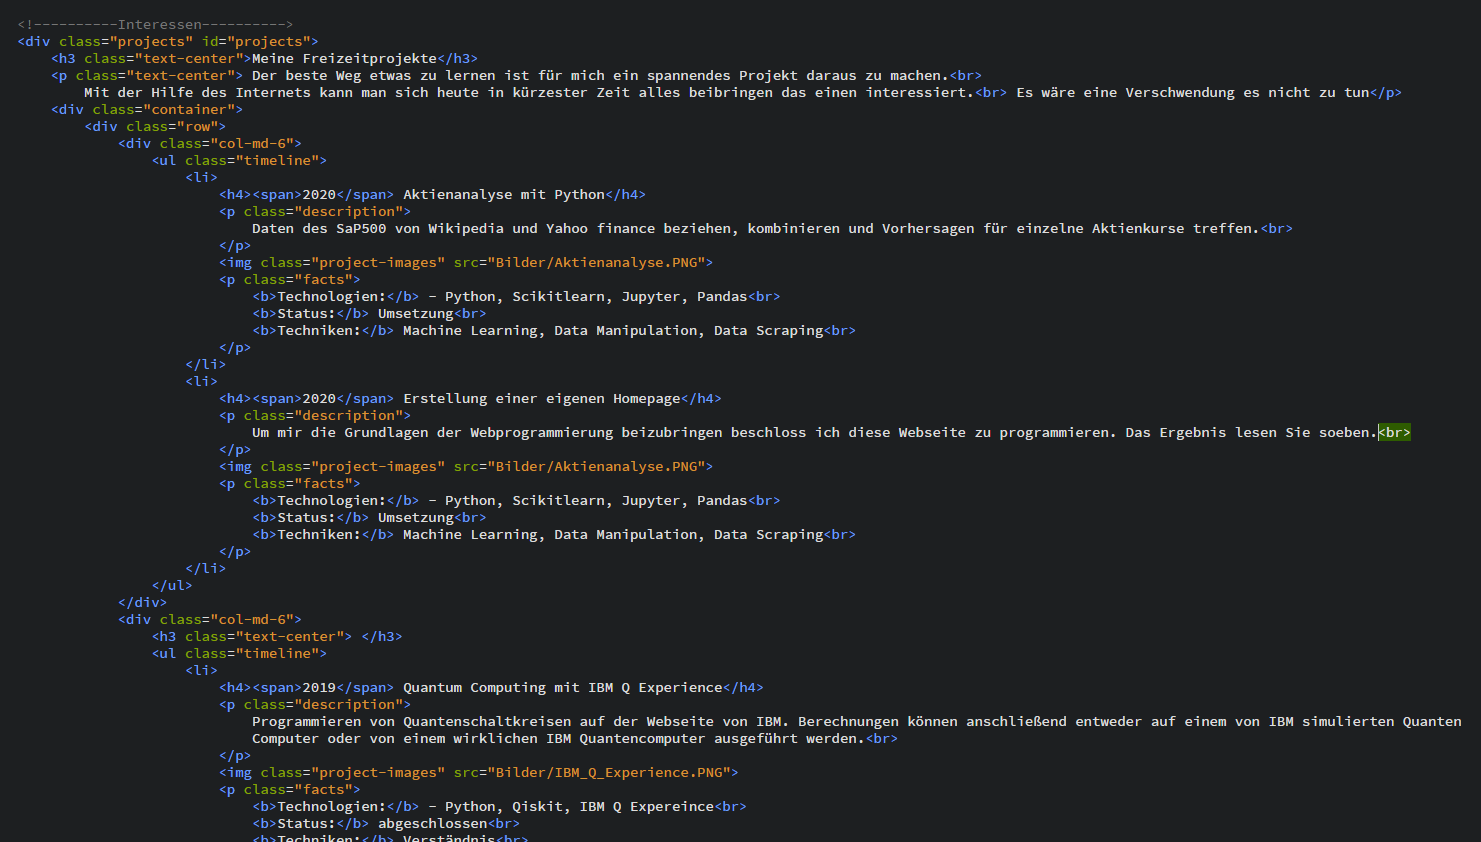 <!----------Interessen---------->
<div class="projects" id="projects">
<h3 class="text-center">Meine Freizeitprojekte</h3>
<p class="text-center"> Der beste Weg etwas zu lernen ist für mich ein spannendes Projekt daraus zu machen.<br>
Mit der Hilfe des Internets kann man sich heute in kürzester Zeit alles beibringen das einen interessiert.<br> Es wäre eine Verschwendung es nicht zu tun</p>
<div class="container">
<div class="row">
<div class="col-md-6">
<ul class="timeline">
<li>
<h4><span>2020</span> Aktienanalyse mit Python</h4>
<p class="description">
Daten des SaP500 von Wikipedia und Yahoo finance beziehen, kombinieren und Vorhersagen für einzelne Aktienkurse treffen.<br>
</p>
<img class="project-images" src="Bilder/Aktienanalyse.PNG">
<p class="facts">
<b>Technologien:</b> - Python, Scikitlearn, Jupyter, Pandas<br>
<b>Status:</b> Umsetzung<br>
<b>Techniken:</b> Machine Learning, Data Manipulation, Data Scraping<br>
</p>
</li>
<li>
<h4><span>2020</span> Erstellung einer eigenen Homepage</h4>
<p class="description">
Um mir die Grundlagen der Webprogrammierung beizubringen beschloss ich diese Webseite zu programmieren. Das Ergebnis lesen Sie soeben.<br>
</p>
<img class="project-images" src="Bilder/Aktienanalyse.PNG">
<p class="facts">
<b>Technologien:</b> - Python, Scikitlearn, Jupyter, Pandas<br>
<b>Status:</b> Umsetzung<br>
<b>Techniken:</b> Machine Learning, Data Manipulation, Data Scraping<br>
</p>
</li>
</ul>
</div>
<div class="col-md-6">
<h3 class="text-center"> </h3>
<ul class="timeline">
<li>
<h4><span>2019</span> Quantum Computing mit IBM Q Experience</h4>
<p class="description">
Programmieren von Quantenschaltkreisen auf der Webseite von IBM. Berechnungen können anschließend entweder auf einem von IBM simulierten Quanten
Computer oder von einem wirklichen IBM Quantencomputer ausgeführt werden.<br>
</p>
<img class="project-images" src="Bilder/IBM_Q_Experience.PNG">
<p class="facts">
<b>Technologien:</b> - Python, Qiskit, IBM Q Expereince<br>
<b>Status:</b> abgeschlossen<br>
<b>Techniken:</b> Verständnis<br>